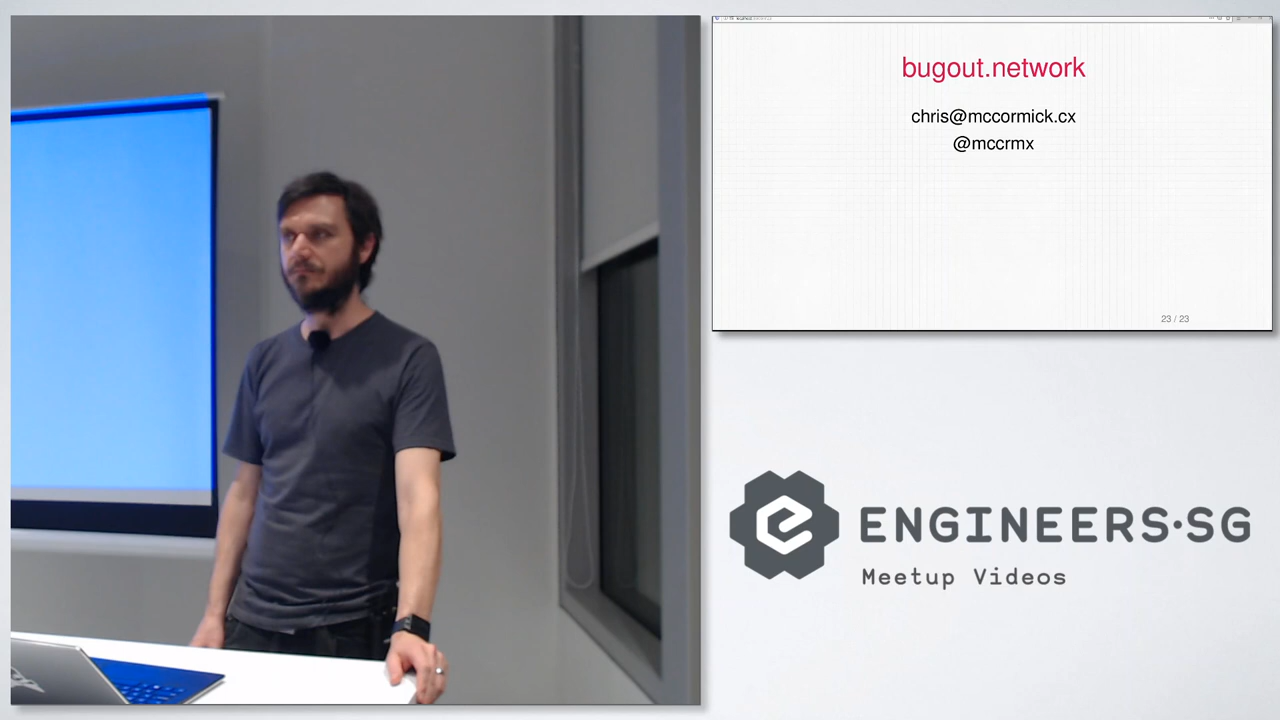 bugout.network
chris@mccormick.cx
@mccrmx
23 / 23
ENGINEERS·SG
Meetup Videos